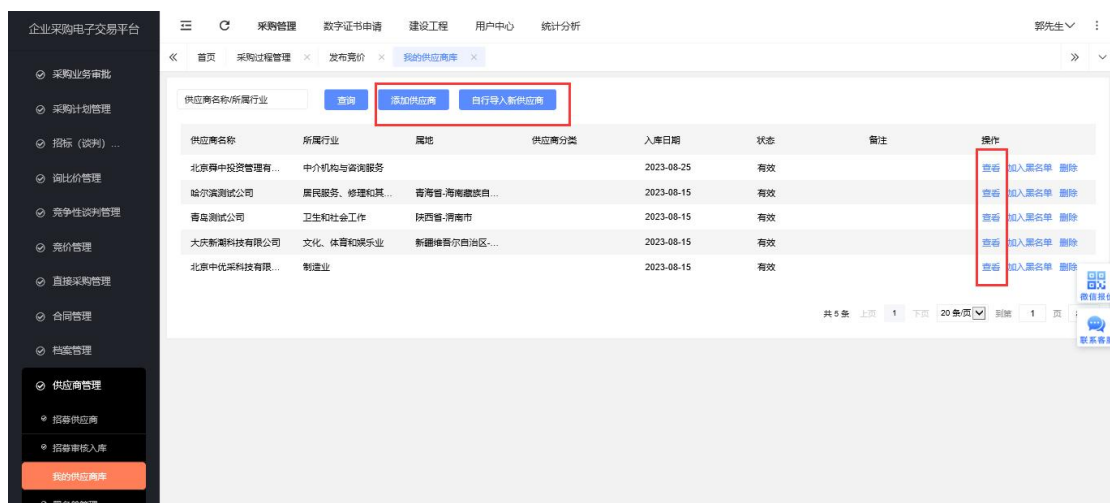 企业采购电子交易平台
采购管理 数字证书申请 建设工程 用户中心 统计分析 郭先生
首页 采购过程管理 × 发布竞价 × 我的供应商库 ×
采购业务审批
采购计划管理
招标（谈判）...
询比价管理
竞争性谈判管理
竞价管理
直接采购管理
合同管理
档案管理
供应商管理
招募供应商
招募审核入库
我的供应商库
供应商名称/所属行业 查询 添加供应商 自行导入新供应商
供应商名称 所属行业 属地 供应商分类 入库日期 状态 备注 操作
北京舜中投资管理有... 中介机构与咨询服务 2023-08-25 有效 查看 加入黑名单 删除
哈尔滨测试公司 居民服务、修理和其... 青海省-海南藏族自... 2023-08-15 有效 查看 加入黑名单 删除
青岛测试公司 卫生和社会工作 陕西省-渭南市 2023-08-15 有效 查看 加入黑名单 删除
大庆新潮科技有限公司 文化、体育和娱乐业 新疆维吾尔自治区-... 2023-08-15 有效 查看 加入黑名单 删除
北京中优采科技有限... 制造业 2023-08-15 有效 查看 加入黑名单 删除
共 5 条 上页 1 下页 20 条/页 到第 1 页
微信报价
联系客服